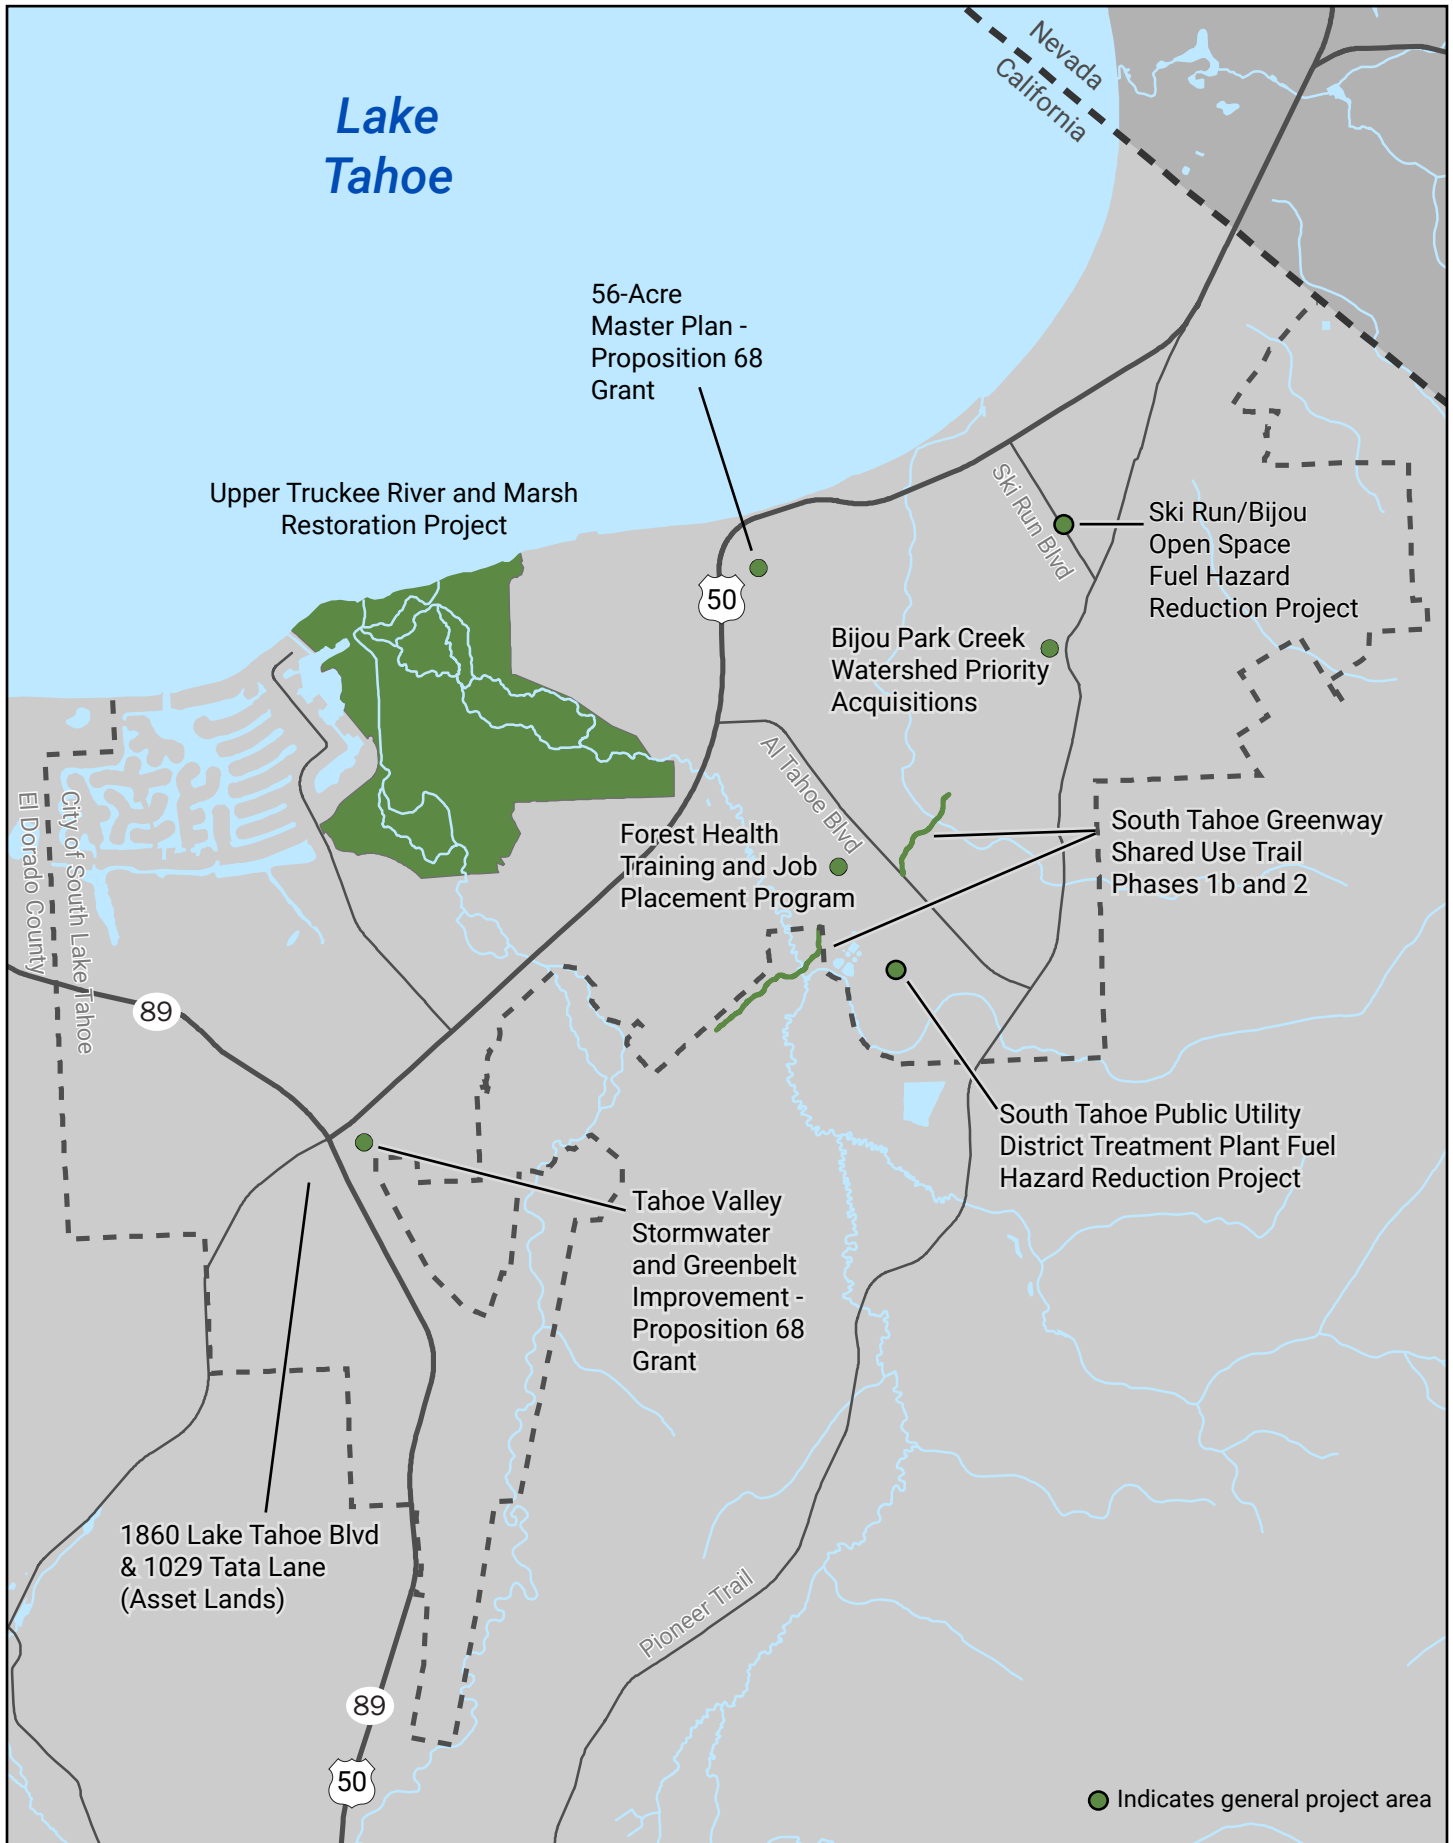 Nevada
California
Lake
Tahoe
56-Acre
Master Plan -
Proposition 68
Grant
Upper Truckee River and Marsh
Restoration Project
Ski Run Blvd
Ski Run/Bijou
Open Space
Fuel Hazard
Reduction Project
50
Bijou Park Creek
Watershed Priority
Acquisitions
Al Tahoe Blvd
El Dorado County
City of South Lake Tahoe
South Tahoe Greenway
Shared Use Trail
Phases 1b and 2
Forest Health
Training and Job
Placement Program
89
South Tahoe Public Utility
District Treatment Plant Fuel
Hazard Reduction Project
Tahoe Valley
Stormwater
and Greenbelt
Improvement -
Proposition 68
Grant
1860 Lake Tahoe Blvd
& 1029 Tata Lane
(Asset Lands)
Pioneer Trail
89
50
Indicates general project area